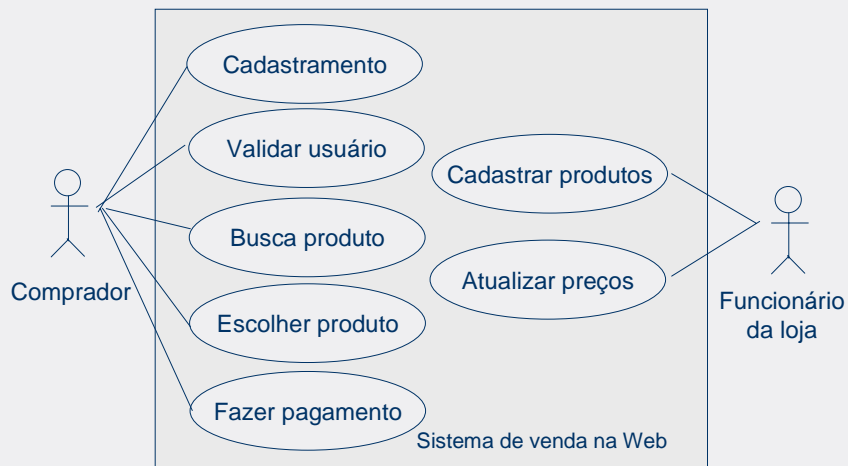 Cadastramento
Validar usuário
Cadastrar produtos
Busca produto
Atualizar preços
Comprador
Funcionário
da loja
Escolher produto
Fazer pagamento
Sistema de venda na Web